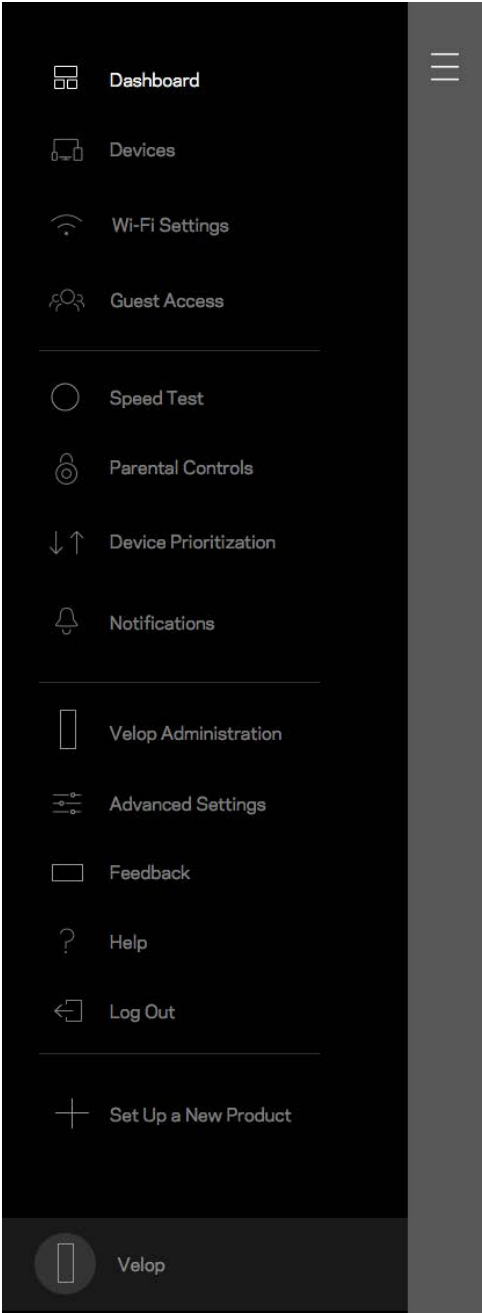 Dashboard
Devices
Wi-Fi Settings
Guest Access
Speed Test
Parental Controls
Device Prioritization
Notifications
Velop Administration
Advanced Settings
Feedback
? Help
Log Out
Set Up a New Product
Velop